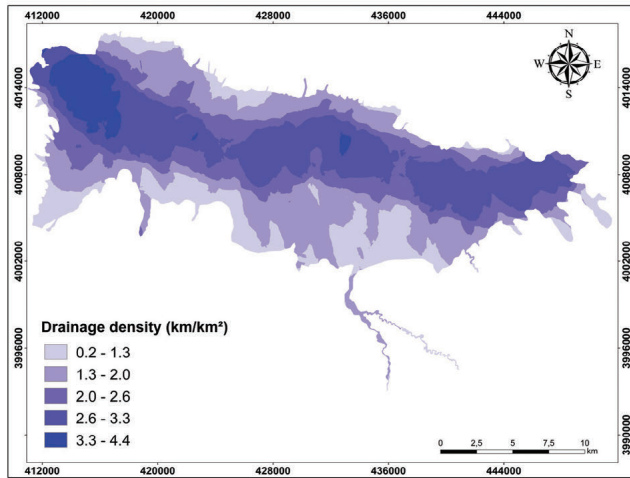 412000 420000 428000 436000 444000
N
W E
S
4014000 4014000
4008000 4008000
4002000 4002000
3996000 3996000
3990000 3990000
Drainage density (km/km²)
0.2 - 1.3
1.3 - 2.0
2.0 - 2.6
2.6 - 3.3
3.3 - 4.4
0 2,5 5 7,5 10
km
412000 420000 428000 436000 444000